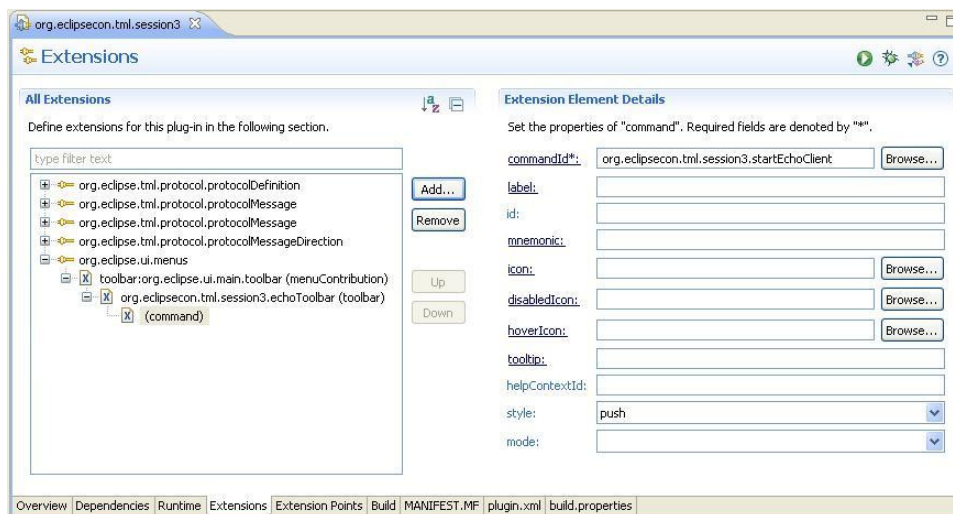 org.eclipsecon.tml.session3
Extensions
All Extensions
Define extensions for this plug-in in the following section.
type filter text
org.eclipse.tml.protocol.protocolDefinition
org.eclipse.tml.protocol.protocolMessage
org.eclipse.tml.protocol.protocolMessage
org.eclipse.tml.protocol.protocolMessageDirection
org.eclipse.ui.menus
toolbar:org.eclipse.ui.main.toolbar (menuContribution)
org.eclipsecon.tml.session3.echoToolbar (toolbar)
(command)
Add...
Remove
Up
Down
Extension Element Details
Set the properties of "command". Required fields are denoted by "*".
commandId*: org.eclipsecon.tml.session3.startEchoClient Browse...
label:
id:
mnemonic:
icon: Browse...
disabledIcon: Browse...
hoverIcon: Browse...
tooltip:
helpContextId:
style: push
mode:
Overview Dependencies Runtime Extensions Extension Points Build MANIFEST.MF plugin.xml build.properties